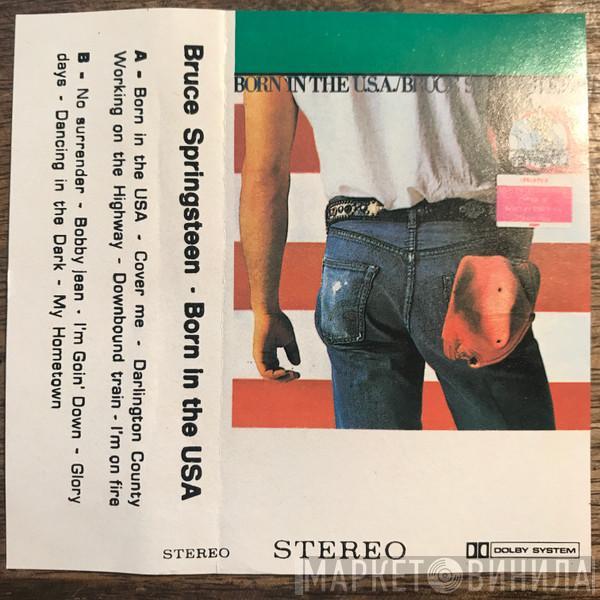 Bruce Springsteen - Born in the USA
A - Born in the USA - Cover me - Darlington County
Working on the Highway - Downbound train - I'm on fire
B - No surrender - Bobby jean - I'm Goin' Down - Glory
days - Dancing in the Dark - My Hometown
STEREO
BORN IN THE U.S.A./BRUCE
STEREO
DOLBY SYSTEM
МАРКЕТ ВИНИЛА